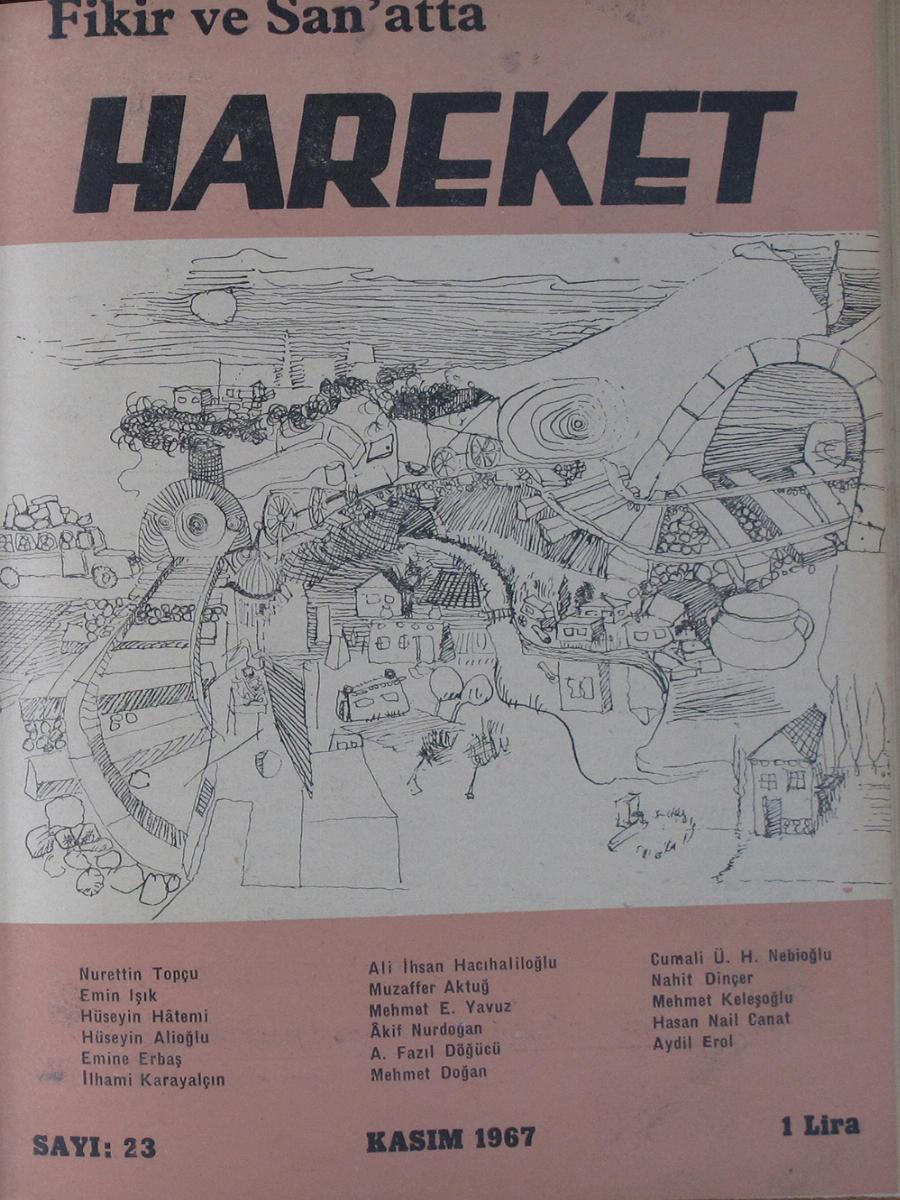 Fikir ve San'atta
HAREKET
Nurettin Topçu
Emin Işık
Hüseyin Hâtemi
Hüseyin Alioğlu
Emine Erbaş
İlhami Karayalçın
Ali İhsan Hacıhaliloğlu
Muzaffer Aktuğ
Mehmet E. Yavuz
Âkif Nurdoğan
A. Fazıl Döğücü
Mehmet Doğan
Cumali Ü. H. Nebioğlu
Nahit Dinçer
Mehmet Keleşoğlu
Hasan Nail Canat
Aydil Erol
SAYI: 23
KASIM 1967
1 Lira